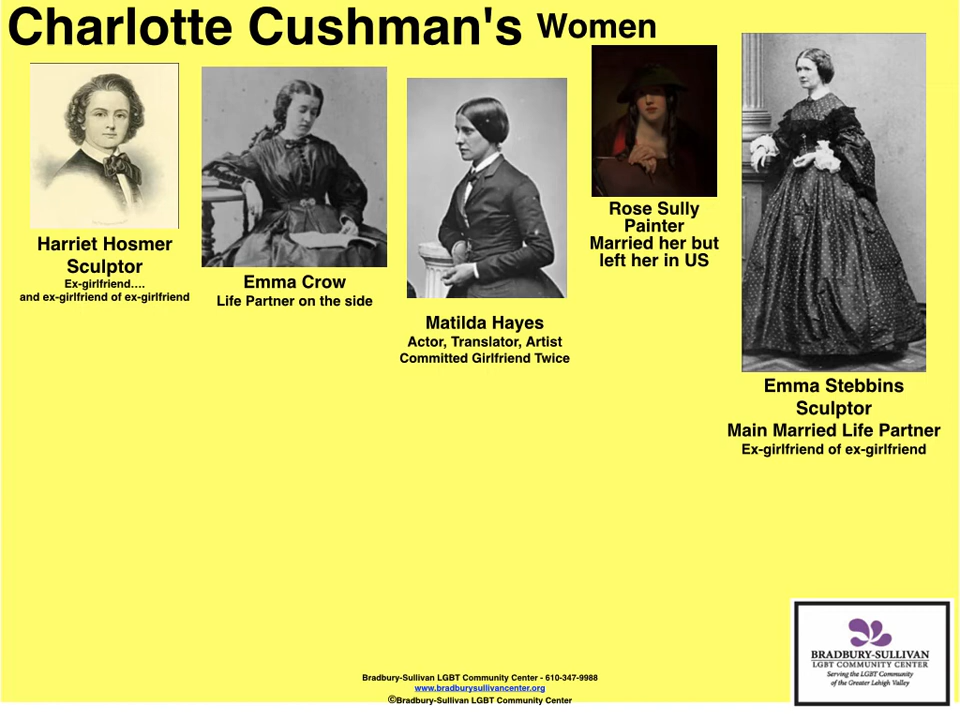 Charlotte Cushman's Women
Harriet Hosmer
Sculptor
Ex-girlfriend....
and ex-girlfriend of ex-girlfriend
Emma Crow
Life Partner on the side
Matilda Hayes
Actor, Translator, Artist
Committed Girlfriend Twice
Rose Sully
Painter
Married her but
left her in US
Emma Stebbins
Sculptor
Main Married Life Partner
Ex-girlfriend of ex-girlfriend
Bradbury-Sullivan LGBT Community Center - 610-347-9988
www.bradburysullivancenter.org
©Bradbury-Sullivan LGBT Community Center
BRADBURY-SULLIVAN
LGBT COMMUNITY CENTER
Serving the LGBT Community
of the Greater Lehigh Valley